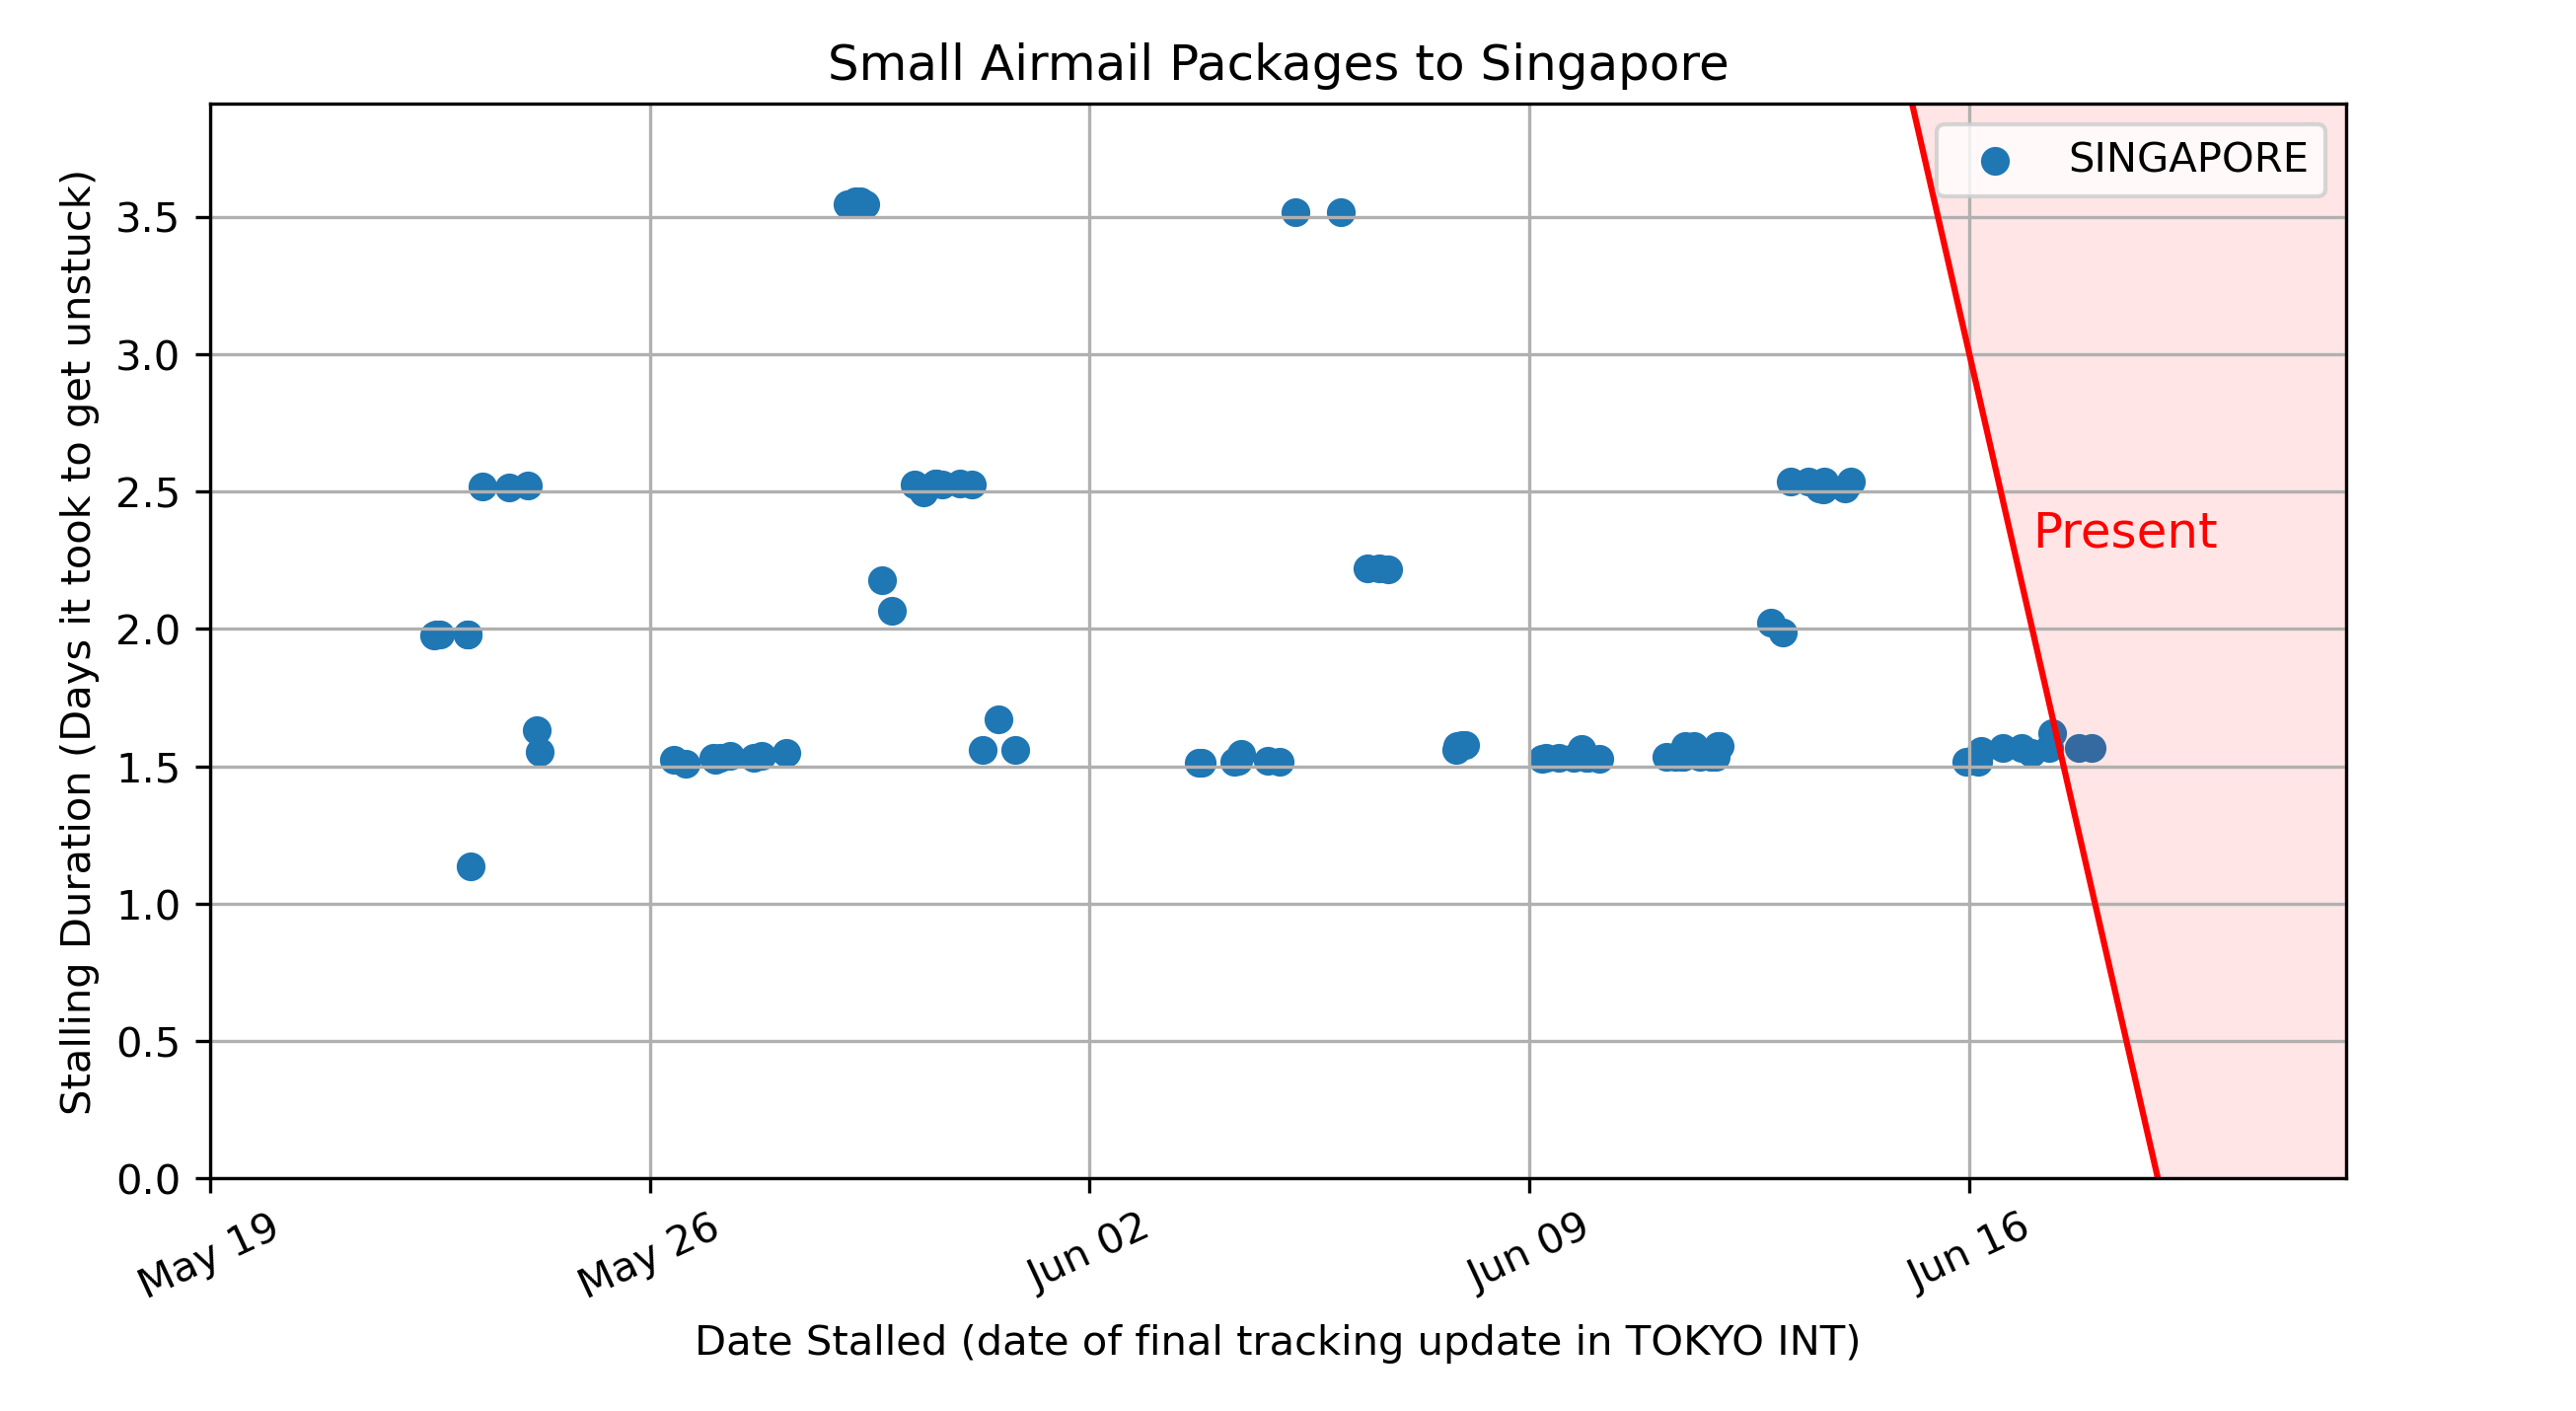 Small Airmail Packages to Singapore
SINGAPORE
Present
Stalling Duration (Days it took to get unstuck)
3.5
3.0
2.5
2.0
1.5
1.0
0.5
0.0
May 19
May 26
Jun 02
Jun 09
Jun 16
Date Stalled (date of final tracking update in TOKYO INT)